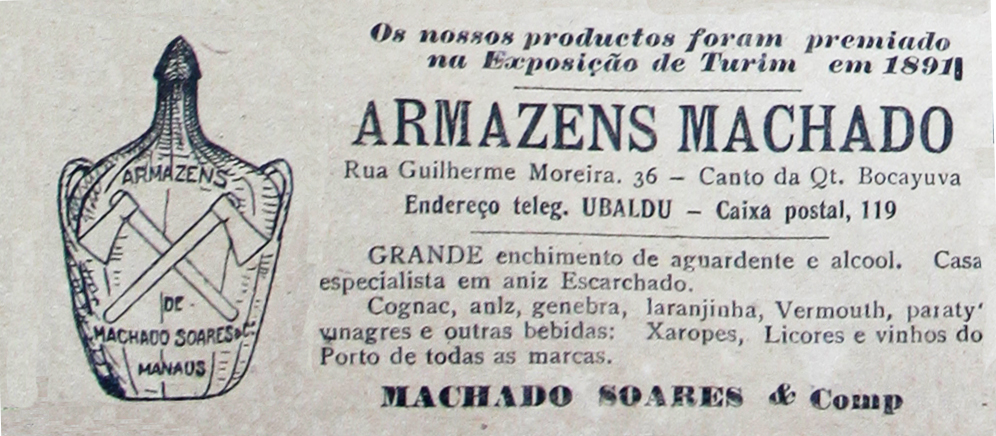 ARMAZENS
DE
MACHADO SOARES & Cª
MANAUS
Os nossos productos foram premiado
na Exposição de Turim em 1891
ARMAZENS MACHADO
Rua Guilherme Moreira. 36 — Canto da Qt. Bocayuva
Endereço teleg. UBALDU — Caixa postal, 119
GRANDE enchimento de aguardente e alcool. Casa
especialista em aniz Escarchado.
Cognac, anlz, genebra, laranjinha, Vermouth, paraty'
vinagres e outras bebidas: Xaropes, Licores e vinhos do
Porto de todas as marcas.
MACHADO SOARES & Comp